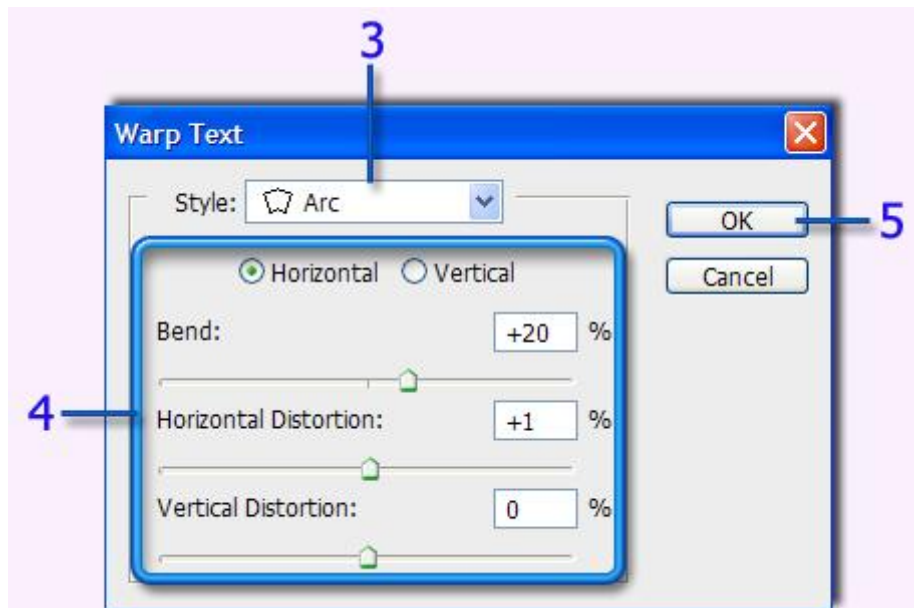 3
Warp Text
Style: Arc
OK
5
Horizontal Vertical
Cancel
Bend: +20 %
4
Horizontal Distortion: +1 %
Vertical Distortion: 0 %